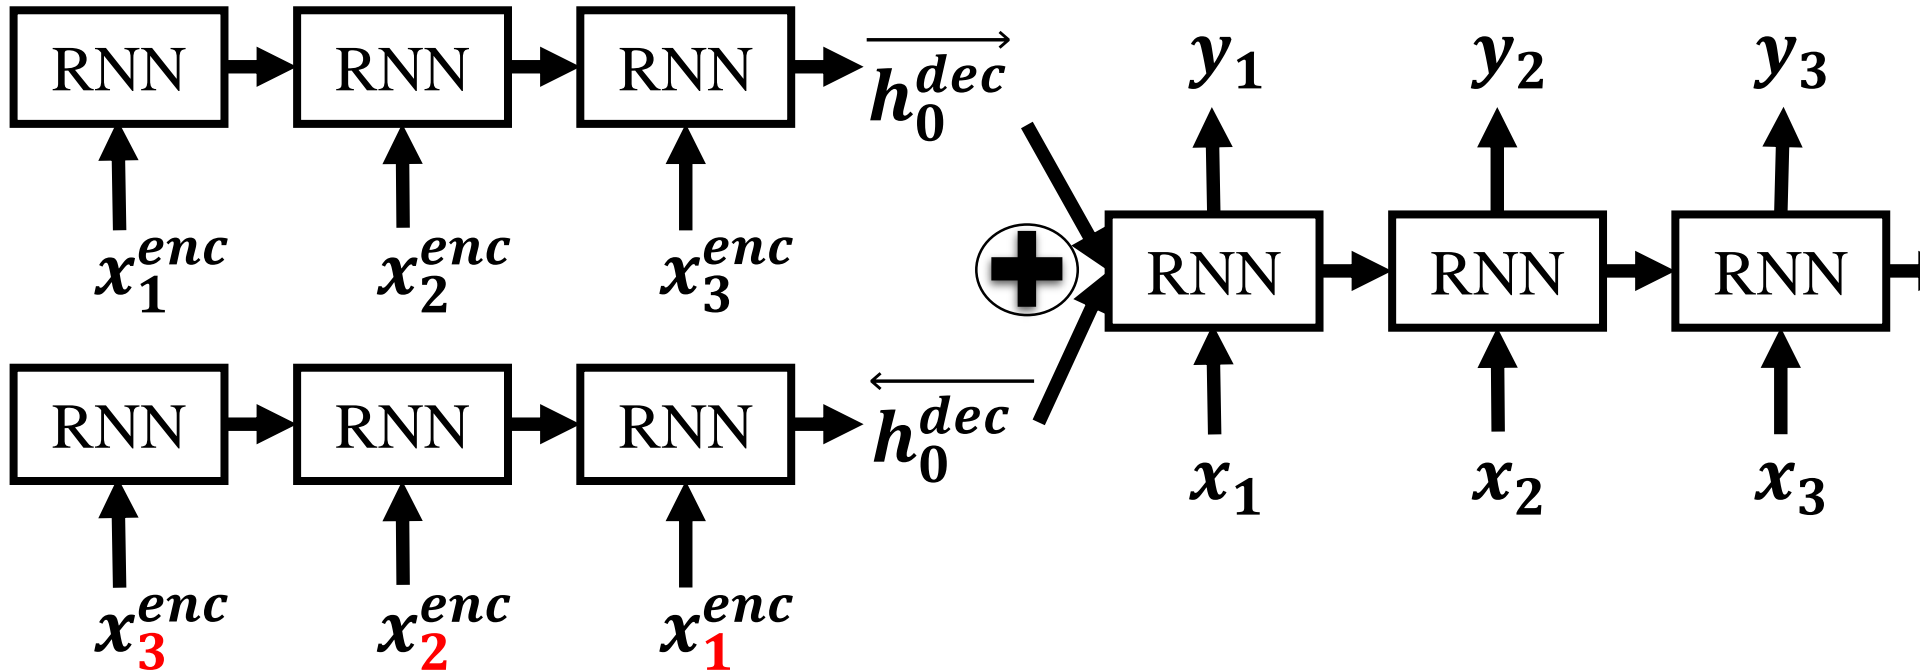 RNN RNN RNN
h_0^{dec}
x_1^{enc} x_2^{enc} x_3^{enc}
RNN RNN RNN
h_0^{dec}
x_3^{enc} x_2^{enc} x_1^{enc}
+
y_1 y_2 y_3
RNN RNN RNN
x_1 x_2 x_3